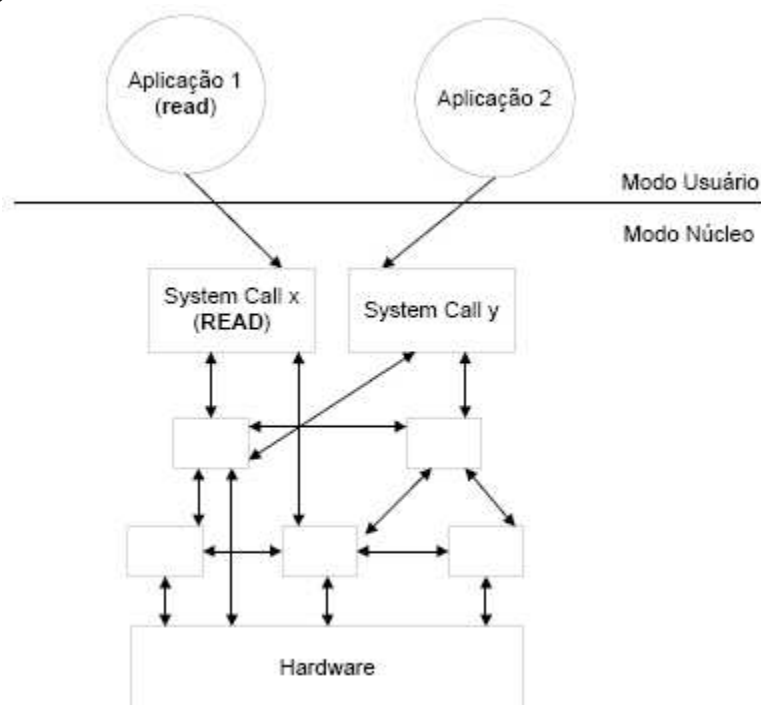 Aplicação 1
(read)
Aplicação 2
Modo Usuário
Modo Núcleo
System Call x
(READ)
System Call y
Hardware